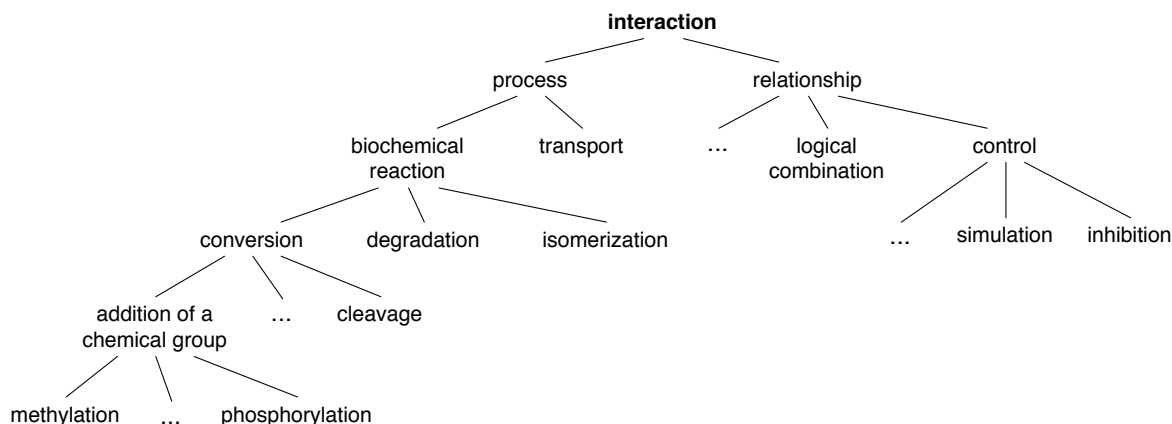 interaction
process
relationship
biochemical
reaction
transport
...
logical
combination
control
conversion
degradation
isomerization
...
simulation
inhibition
addition of a
chemical group
...
cleavage
methylation
...
phosphorylation